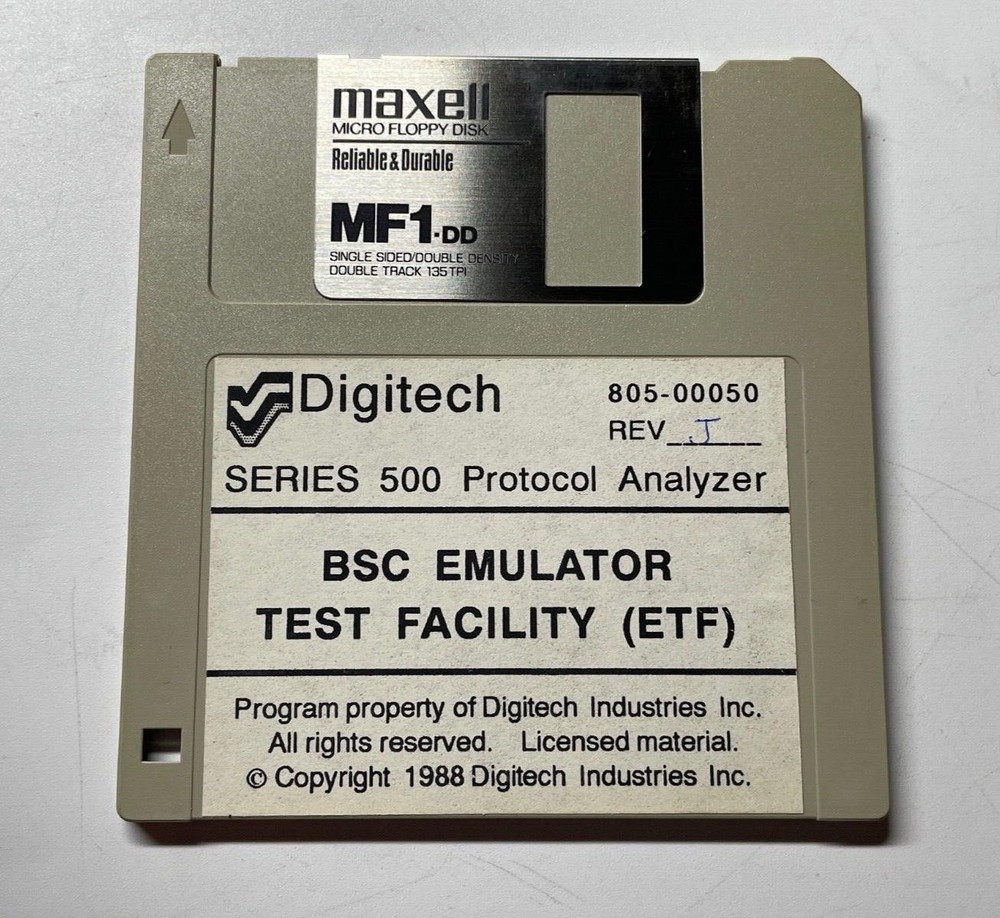 maxell
MICRO FLOPPY DISK
Reliable & Durable
MF1-DD
SINGLE SIDED/DOUBLE DENSITY
DOUBLE TRACK 135TPI
Digitech
805-00050
REV__J___
SERIES 500 Protocol Analyzer
BSC EMULATOR
TEST FACILITY (ETF)
Program property of Digitech Industries Inc.
All rights reserved. Licensed material.
© Copyright 1988 Digitech Industries Inc.